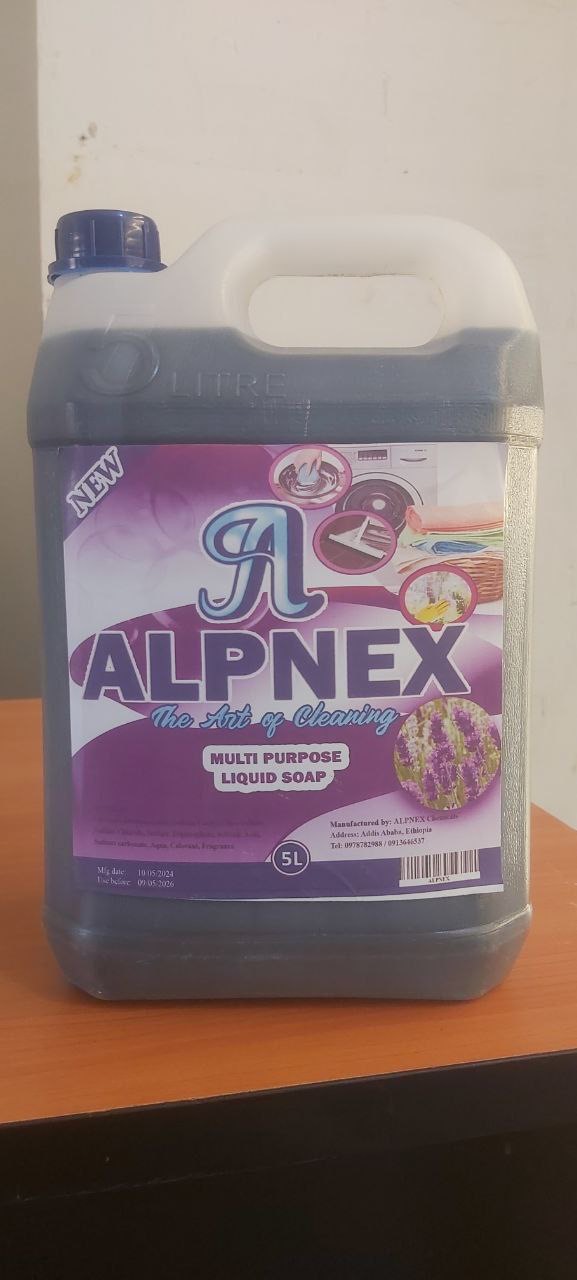 5 LITRE
NEW
A
ALPNEX
The Art of Cleaning
MULTI PURPOSE
LIQUID SOAP
Sodium carbonate, Aqua, Colorant, Fragrance
Manufactured by: ALPNEX Chemicals
Address: Addis Ababa, Ethiopia
Tel: 0978782988 / 0913646537
5L
Mfg date: 10/05/2024
Use before: 09/05/2026
ALPNEX